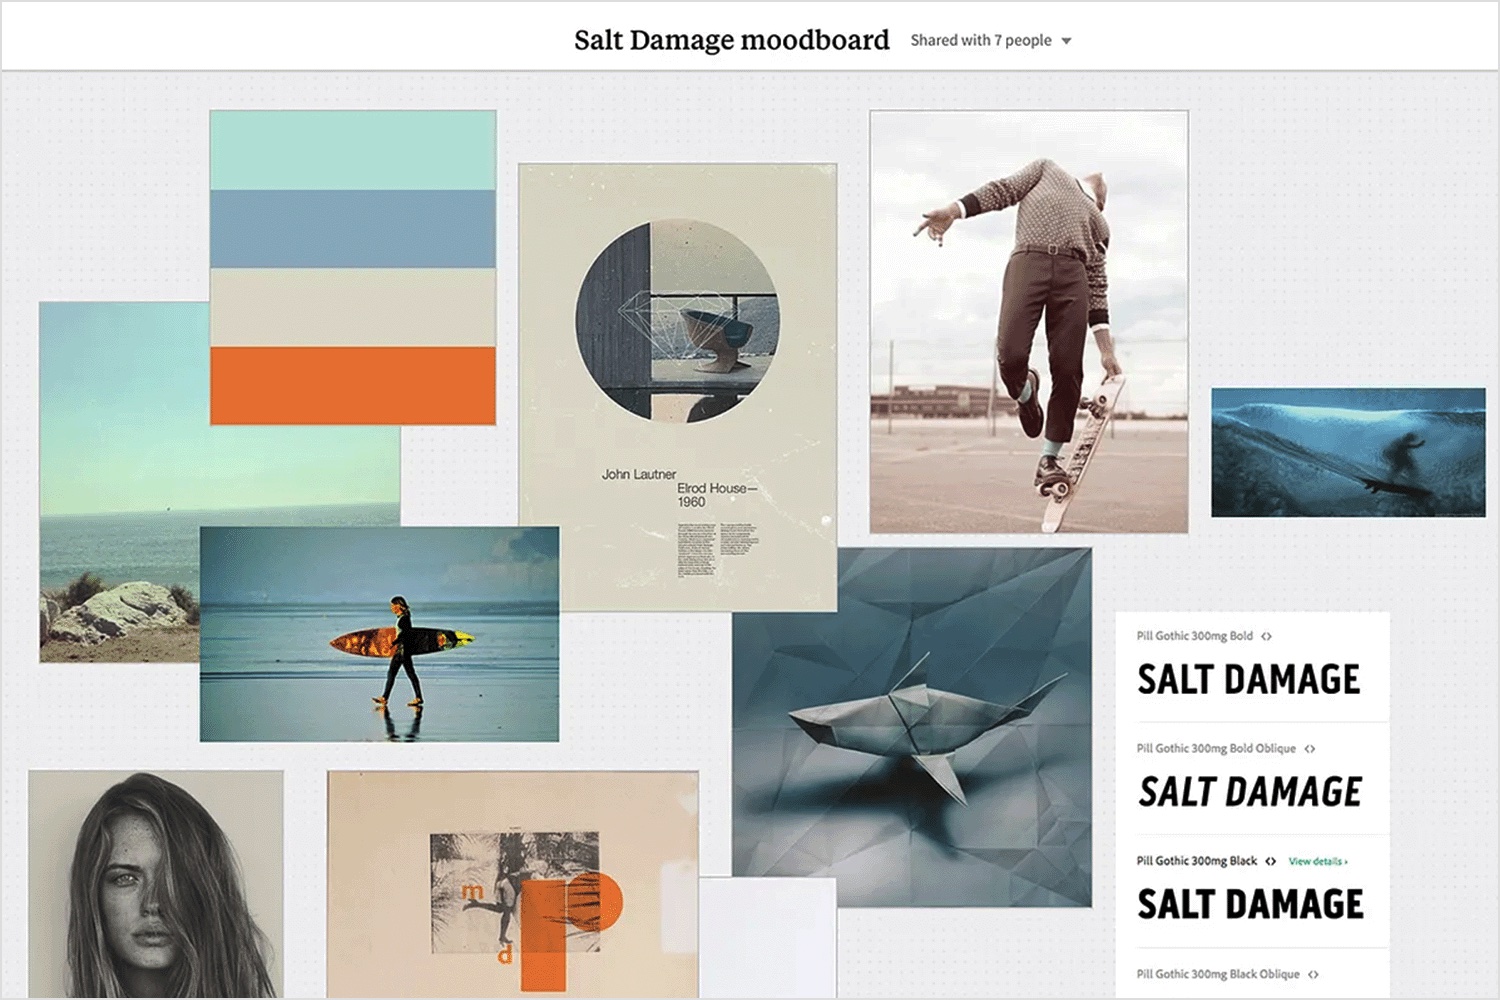 Salt Damage moodboard
Shared with 7 people
John Lautner
Elrod House—
1960
Pill Gothic 300mg Bold
SALT DAMAGE
Pill Gothic 300mg Bold Oblique
SALT DAMAGE
Pill Gothic 300mg Black
View details ›
SALT DAMAGE
Pill Gothic 300mg Black Oblique
m
d